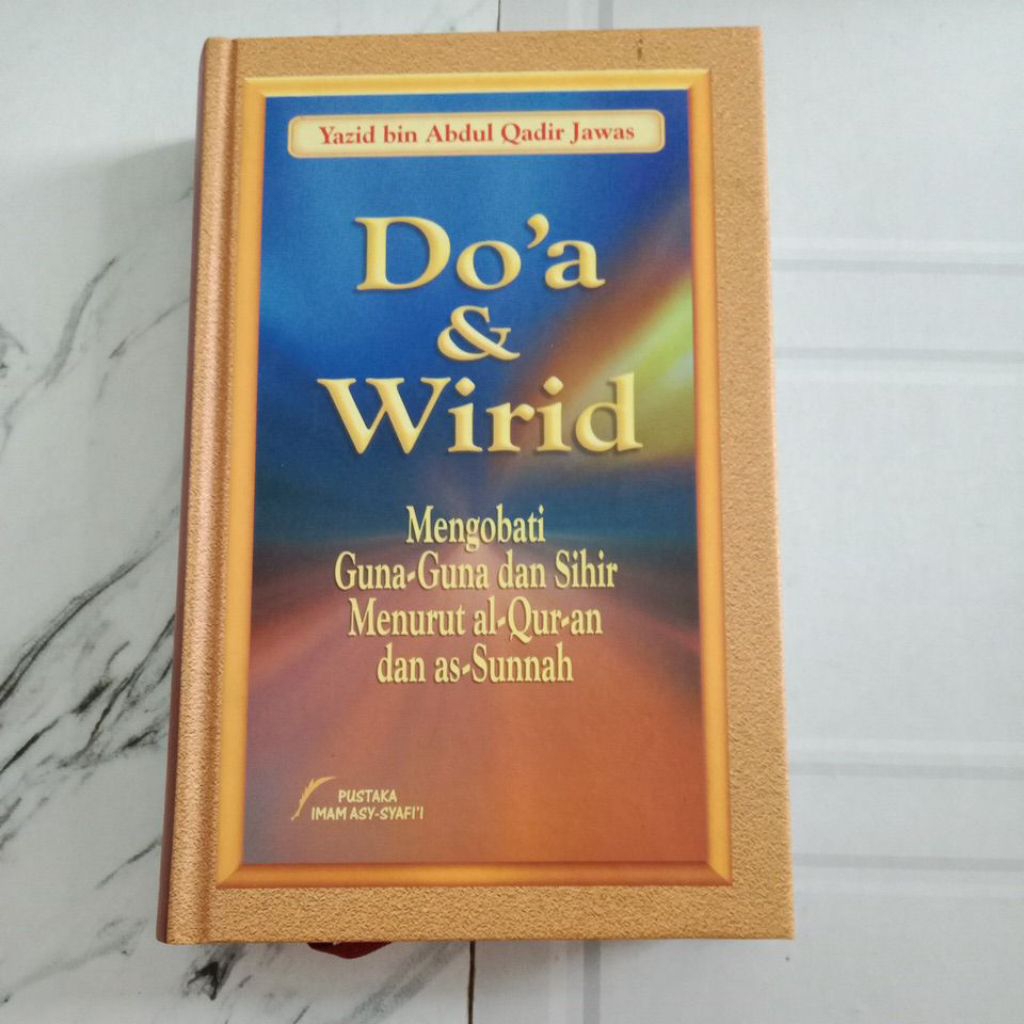 Yazid bin Abdul Qadir Jawas
Do'a
&
Wirid
Mengobati
Guna-Guna dan Sihir
Menurut al-Qur-an
dan as-Sunnah
PUSTAKA
IMAM ASY-SYAFI'I